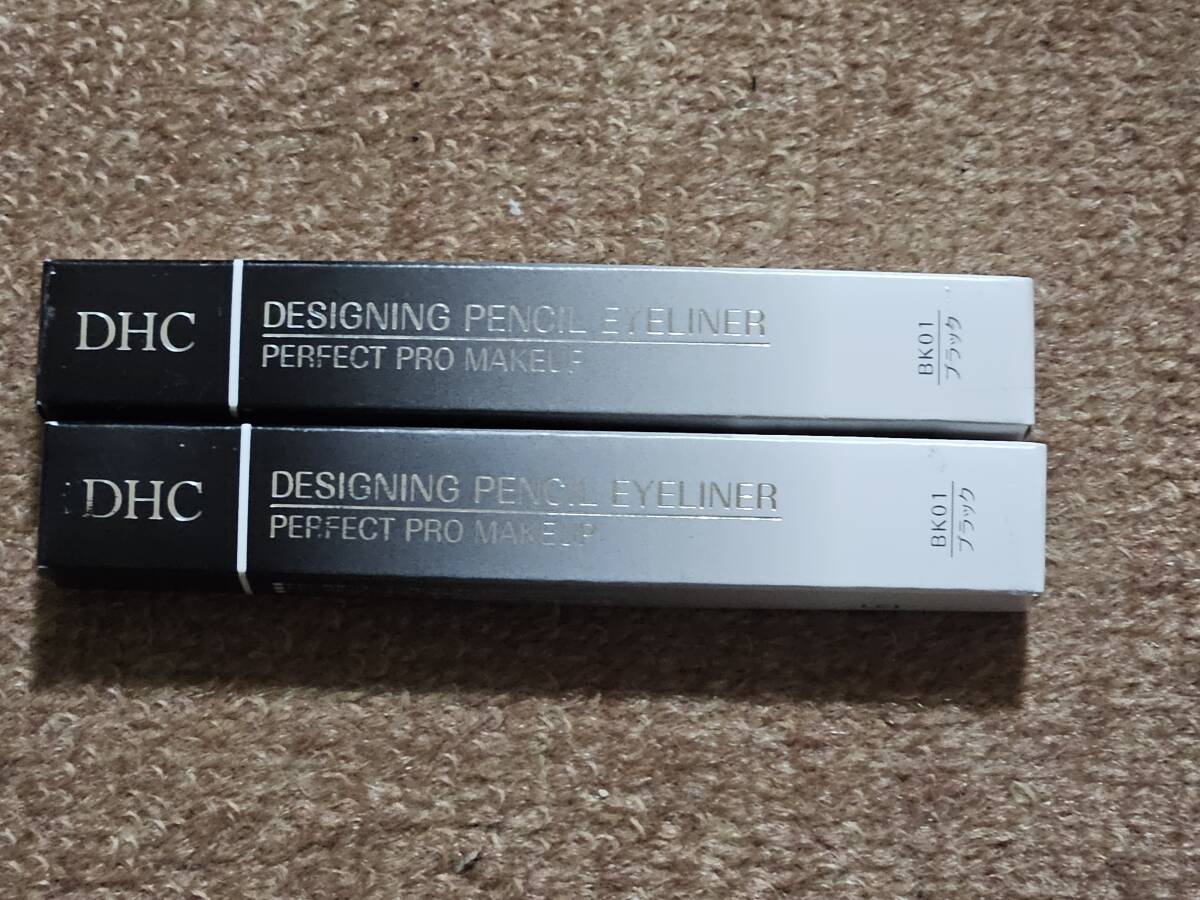 DHC
DESIGNING PENCIL EYELINER
PERFECT PRO MAKEUP
BK01
ブラック
DHC
DESIGNING PENCIL EYELINER
PERFECT PRO MAKEUP
BK01
ブラック